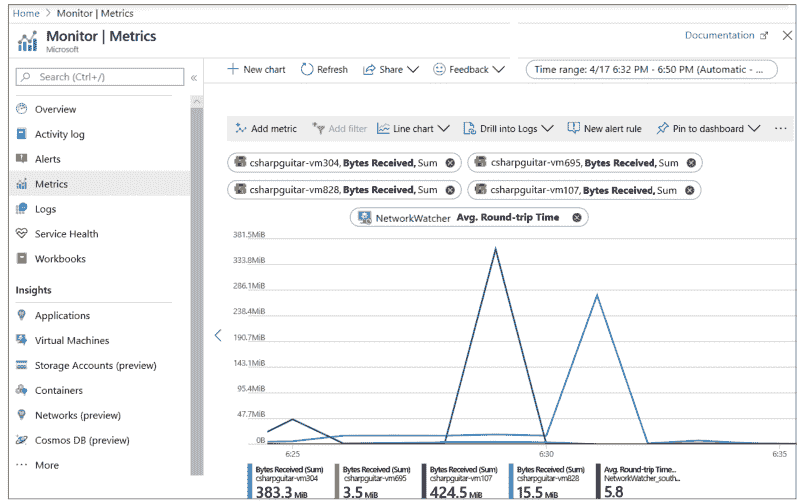 Home > Monitor | Metrics
Monitor | Metrics
Microsoft
Documentation
Search (Ctrl+/)
«
New chart
Refresh
Share
Feedback
Time range: 4/17 6:32 PM - 6:50 PM (Automatic - ...
Overview
Activity log
Alerts
Metrics
Logs
Service Health
Workbooks
Insights
Applications
Virtual Machines
Storage Accounts (preview)
Containers
Networks (preview)
Cosmos DB (preview)
... More
Add metric
Add filter
Line chart
Drill into Logs
New alert rule
Pin to dashboard
...
csharpguitar-vm304, Bytes Received, Sum
csharpguitar-vm695, Bytes Received, Sum
csharpguitar-vm828, Bytes Received, Sum
csharpguitar-vm107, Bytes Received, Sum
NetworkWatcher Avg. Round-trip Time
381.5MiB
333.8MiB
286.1MiB
238.4MiB
190.7MiB
143.1MiB
95.4MiB
47.7MiB
0B
6:25
6:30
6:35
Bytes Received (Sum)
csharpguitar-vm304
383.3 MiB
Bytes Received (Sum)
csharpguitar-vm695
3.5 MiB
Bytes Received (Sum)
csharpguitar-vm107
424.5 MiB
Bytes Received (Sum)
csharpguitar-vm828
15.5 MiB
Avg. Round-trip Time...
NetworkWatcher_south...
5.8